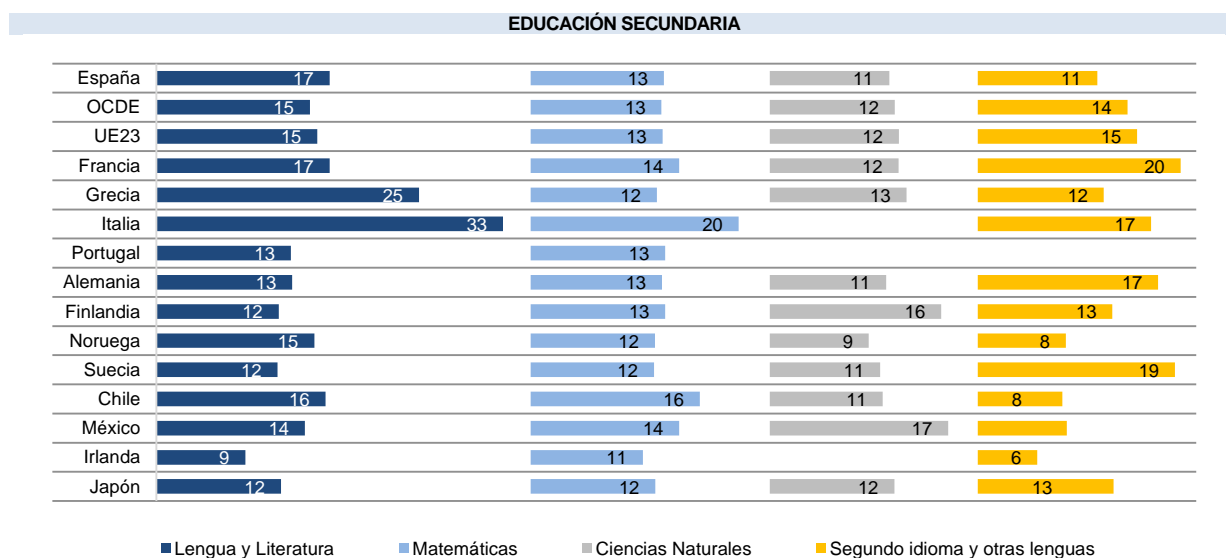 EDUCACIÓN SECUNDARIA
España 17 13 11 11
OCDE 15 13 12 14
UE23 15 13 12 15
Francia 17 14 12 20
Grecia 25 12 13 12
Italia 33 20 17
Portugal 13 13
Alemania 13 13 11 17
Finlandia 12 13 16 13
Noruega 15 12 9 8
Suecia 12 12 11 19
Chile 16 16 11 8
México 14 14 17
Irlanda 9 11 6
Japón 12 12 12 13
Lengua y Literatura Matemáticas Ciencias Naturales Segundo idioma y otras lenguas